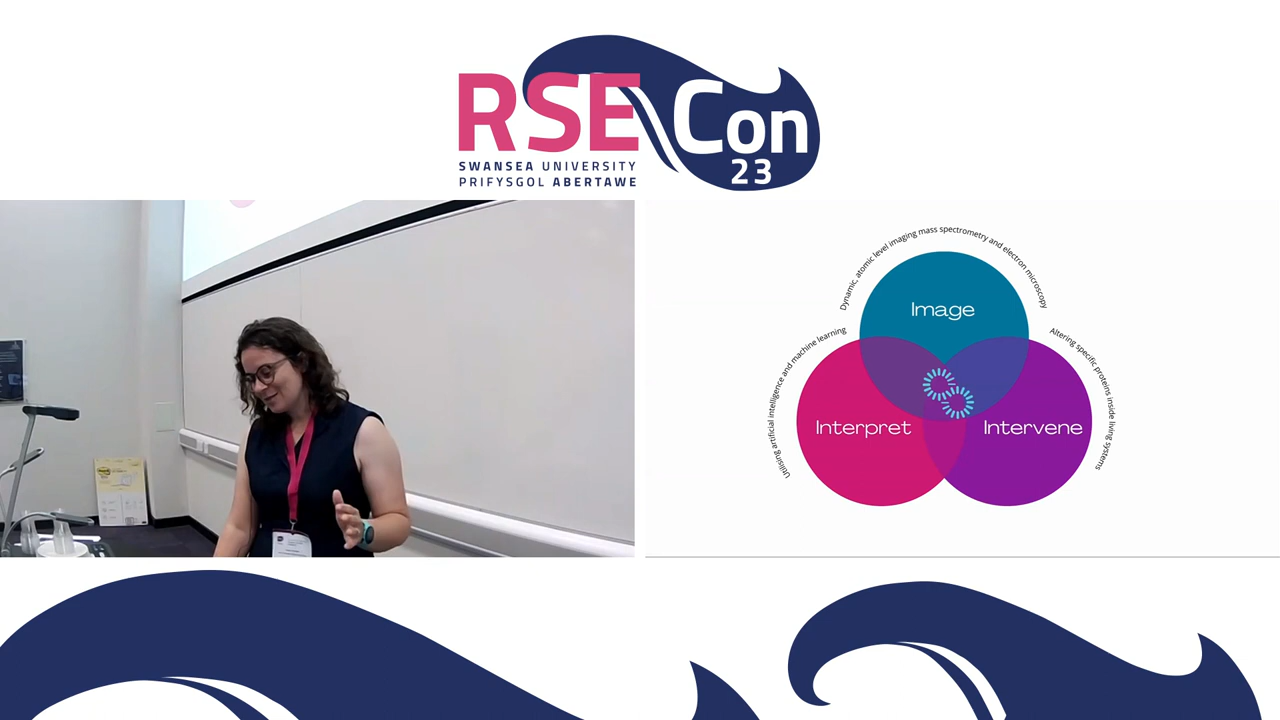 RSE Con
23
SWANSEA UNIVERSITY
PRIFYSGOL ABERTAWE
Dynamic, atomic level imaging mass spectrometry and electron microscopy
Image
Utilising artificial intelligence and machine learning
Altering specific proteins inside living systems
Interpret
Intervene